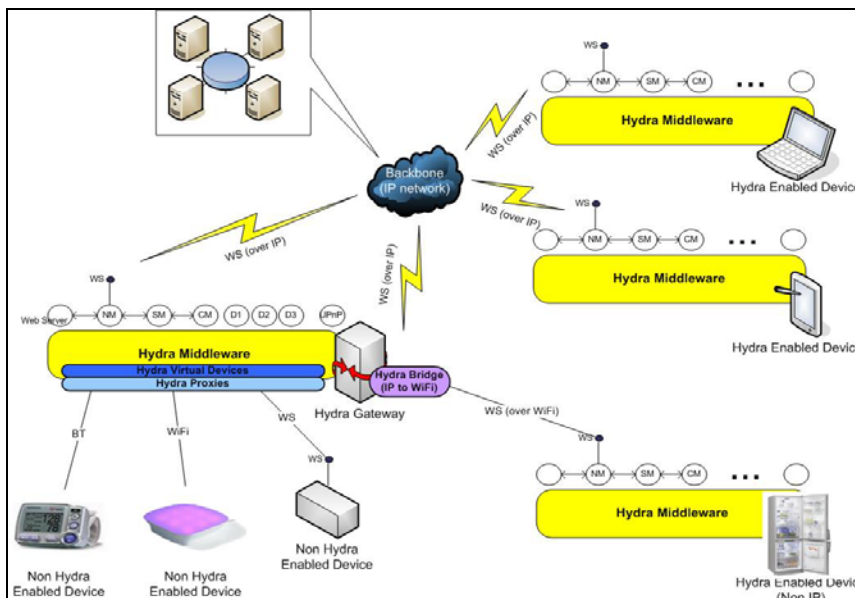 WS
NM
SM
CM
...
Hydra Middleware
Hydra Enabled Device
WS (over IP)
Backbone
(IP network)
WS (over IP)
WS
NM
SM
CM
...
Hydra Middleware
Hydra Enabled Device
WS (over IP)
WS (over IP)
WS
Web Server
NM
SM
CM
D1
D2
D3
UPnP
Hydra Middleware
Hydra Virtual Devices
Hydra Proxies
Hydra Bridge
(IP to WiFi)
Hydra Gateway
WS (over WiFi)
BT
WiFi
WS
WS
WS
NM
SM
CM
...
Hydra Middleware
Hydra Enabled Device
(Non IP)
Non Hydra
Enabled Device
Non Hydra
Enabled Device
Non Hydra
Enabled Device